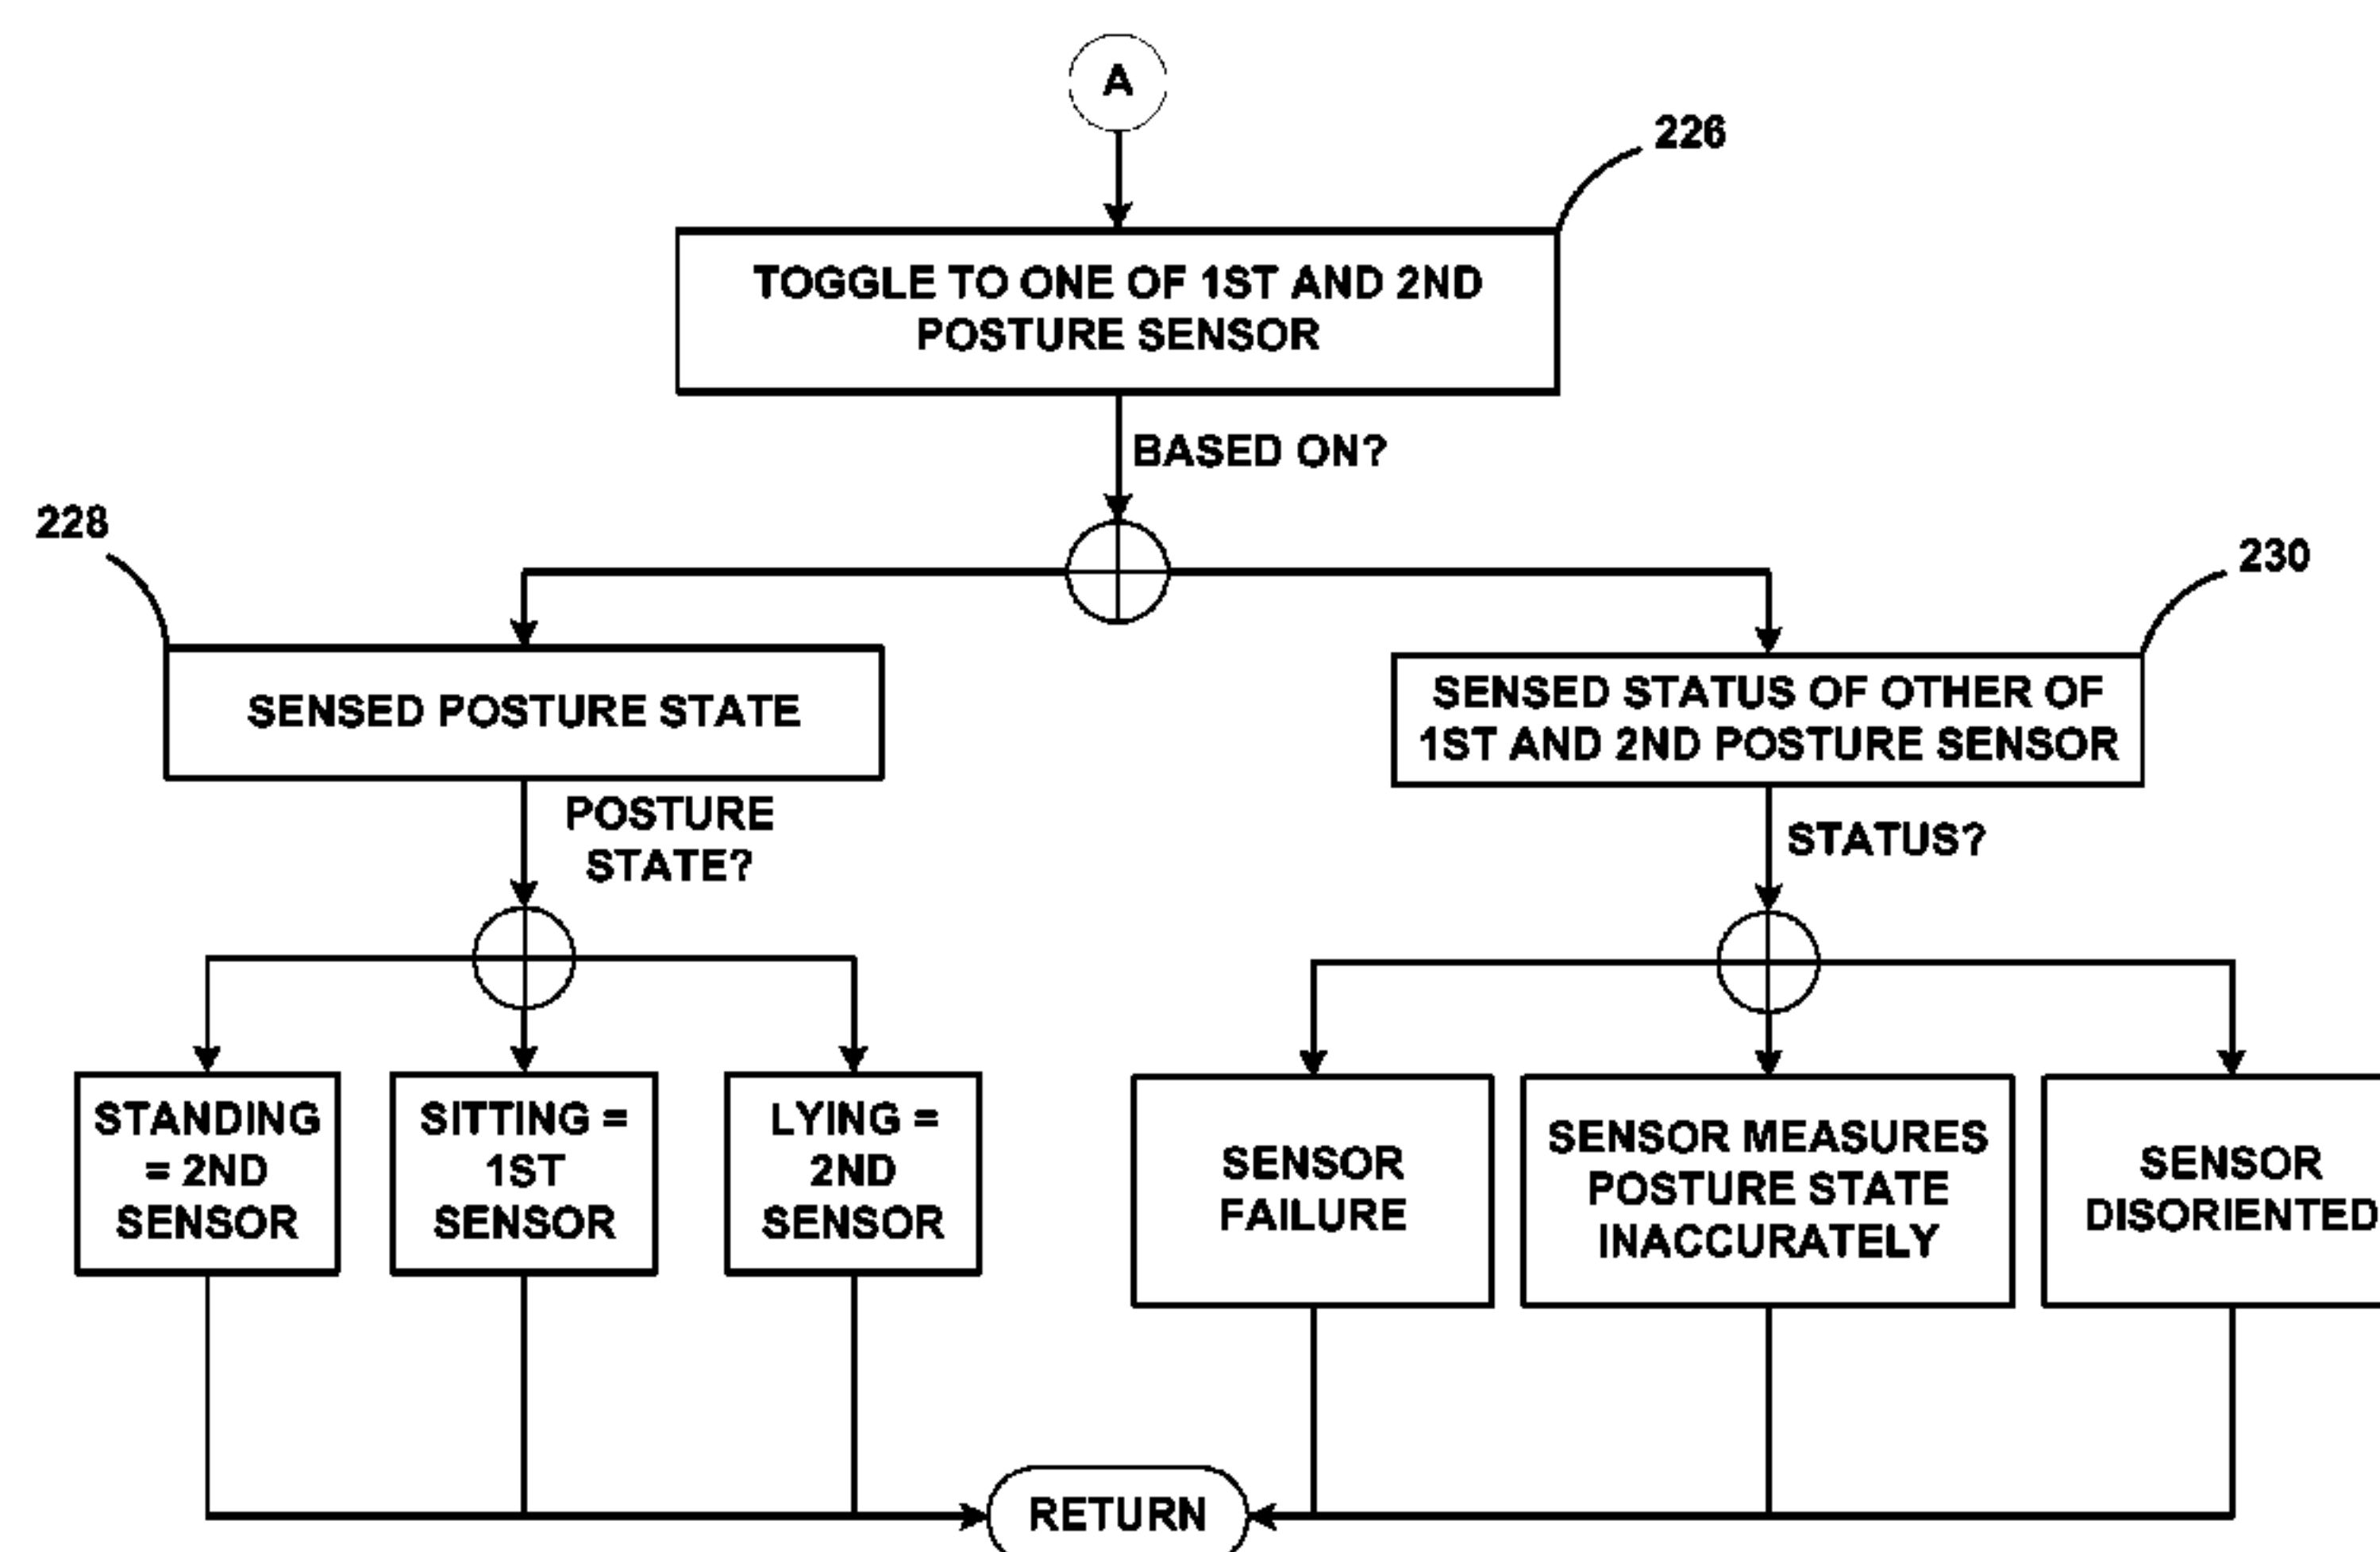 A
226
TOGGLE TO ONE OF 1ST AND 2ND
POSTURE SENSOR
BASED ON?
228
230
SENSED POSTURE STATE
SENSED STATUS OF OTHER OF
1ST AND 2ND POSTURE SENSOR
POSTURE
STATE?
STATUS?
STANDING
= 2ND
SENSOR
SITTING =
1ST
SENSOR
LYING =
2ND
SENSOR
SENSOR
FAILURE
SENSOR MEASURES
POSTURE STATE
INACCURATELY
SENSOR
DISORIENTED
RETURN